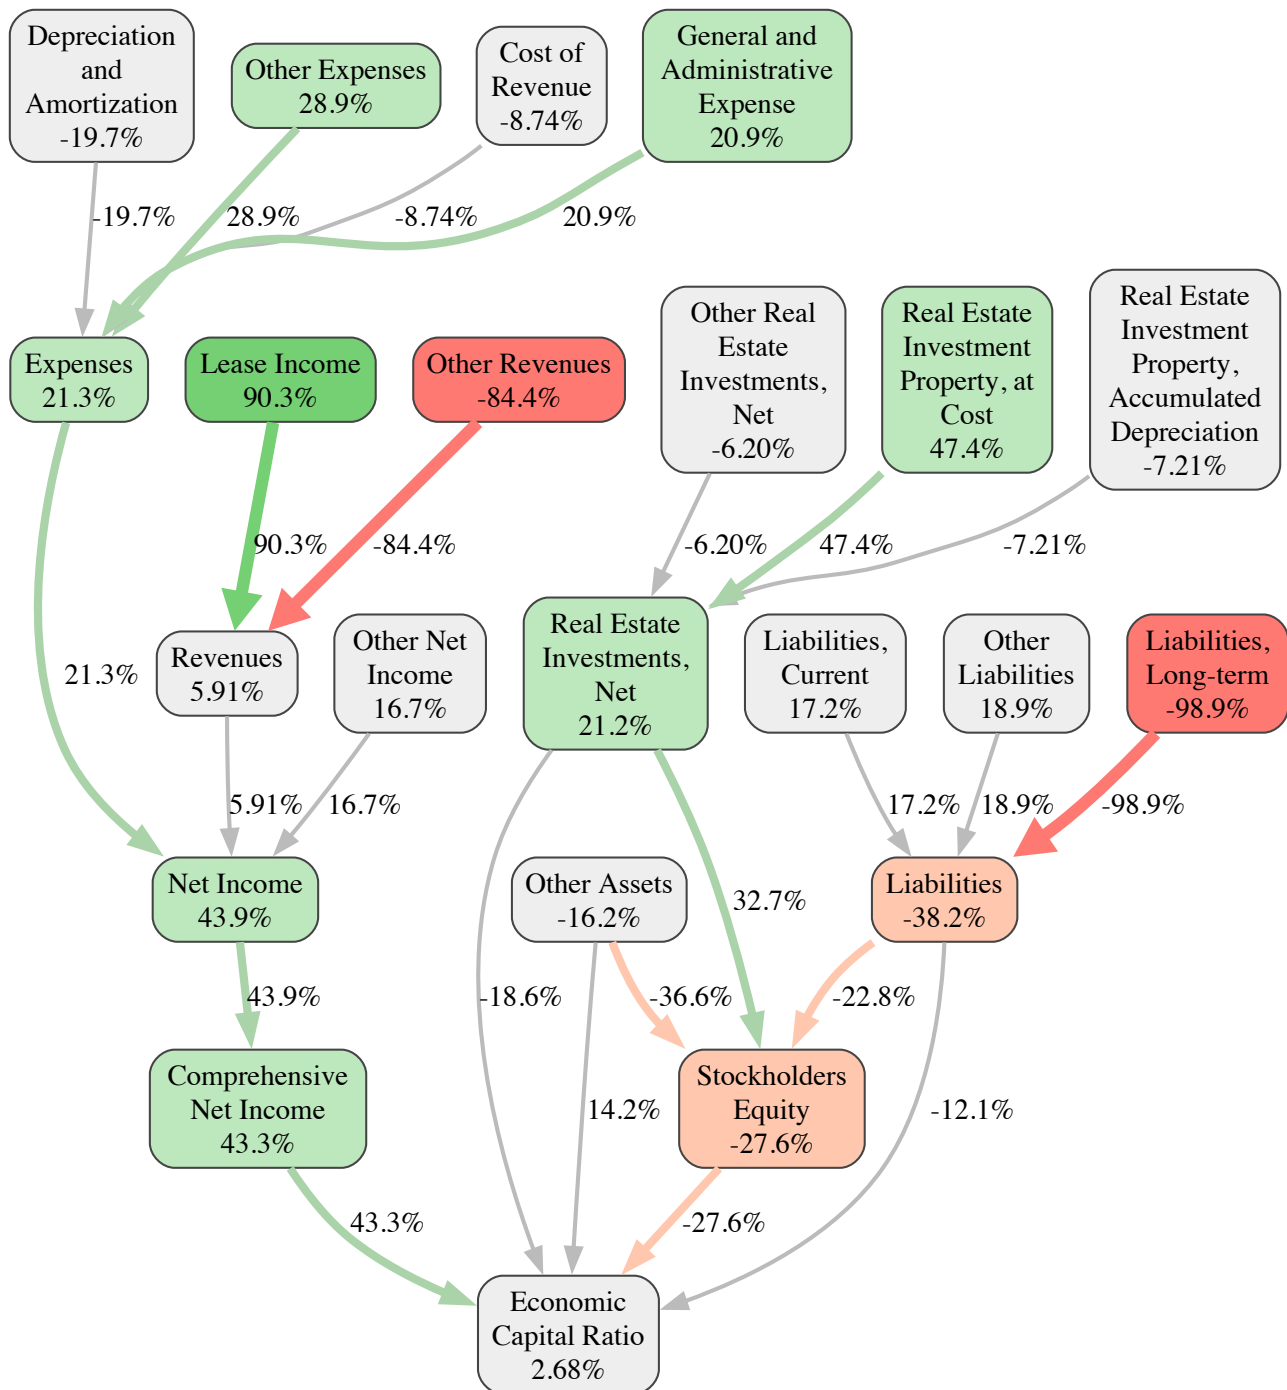 Depreciation
and
Amortization
-19.7%
Other Expenses
28.9%
Cost of
Revenue
-8.74%
General and
Administrative
Expense
20.9%
-19.7%
28.9%
-8.74%
20.9%
Expenses
21.3%
Lease Income
90.3%
Other Revenues
-84.4%
Other Real
Estate
Investments,
Net
-6.20%
Real Estate
Investment
Property, at
Cost
47.4%
Real Estate
Investment
Property,
Accumulated
Depreciation
-7.21%
90.3%
-84.4%
-6.20%
47.4%
-7.21%
21.3%
Revenues
5.91%
Other Net
Income
16.7%
Real Estate
Investments,
Net
21.2%
Liabilities,
Current
17.2%
Other
Liabilities
18.9%
Liabilities,
Long-term
-98.9%
5.91%
16.7%
17.2%
18.9%
-98.9%
Net Income
43.9%
Other Assets
-16.2%
32.7%
Liabilities
-38.2%
43.9%
-18.6%
-36.6%
-22.8%
Comprehensive
Net Income
43.3%
14.2%
Stockholders
Equity
-27.6%
-12.1%
43.3%
-27.6%
Economic
Capital Ratio
2.68%